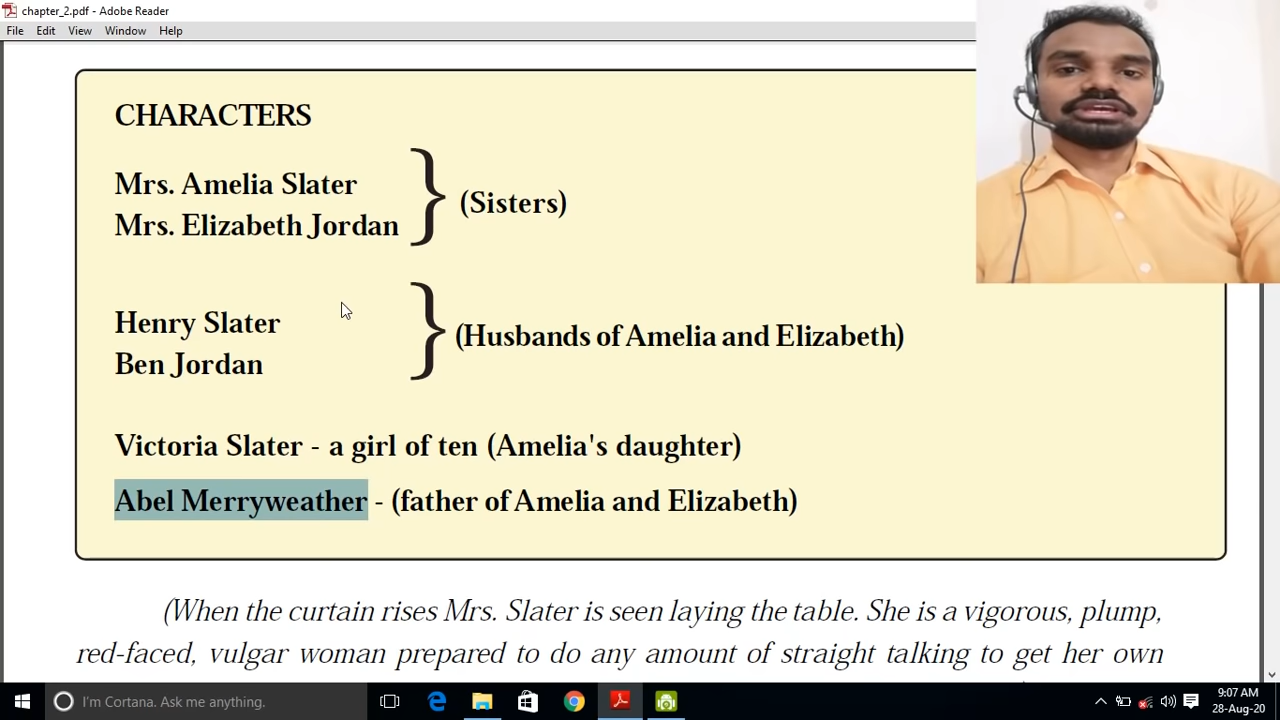 chapter_2.pdf - Adobe Reader
File Edit View Window Help
CHARACTERS
Mrs. Amelia Slater
Mrs. Elizabeth Jordan
(Sisters)
Henry Slater
Ben Jordan
(Husbands of Amelia and Elizabeth)
Victoria Slater - a girl of ten (Amelia's daughter)
Abel Merryweather - (father of Amelia and Elizabeth)
(When the curtain rises Mrs. Slater is seen laying the table. She is a vigorous, plump,
red-faced, vulgar woman prepared to do any amount of straight talking to get her own
I'm Cortana. Ask me anything.
9:07 AM
28-Aug-20